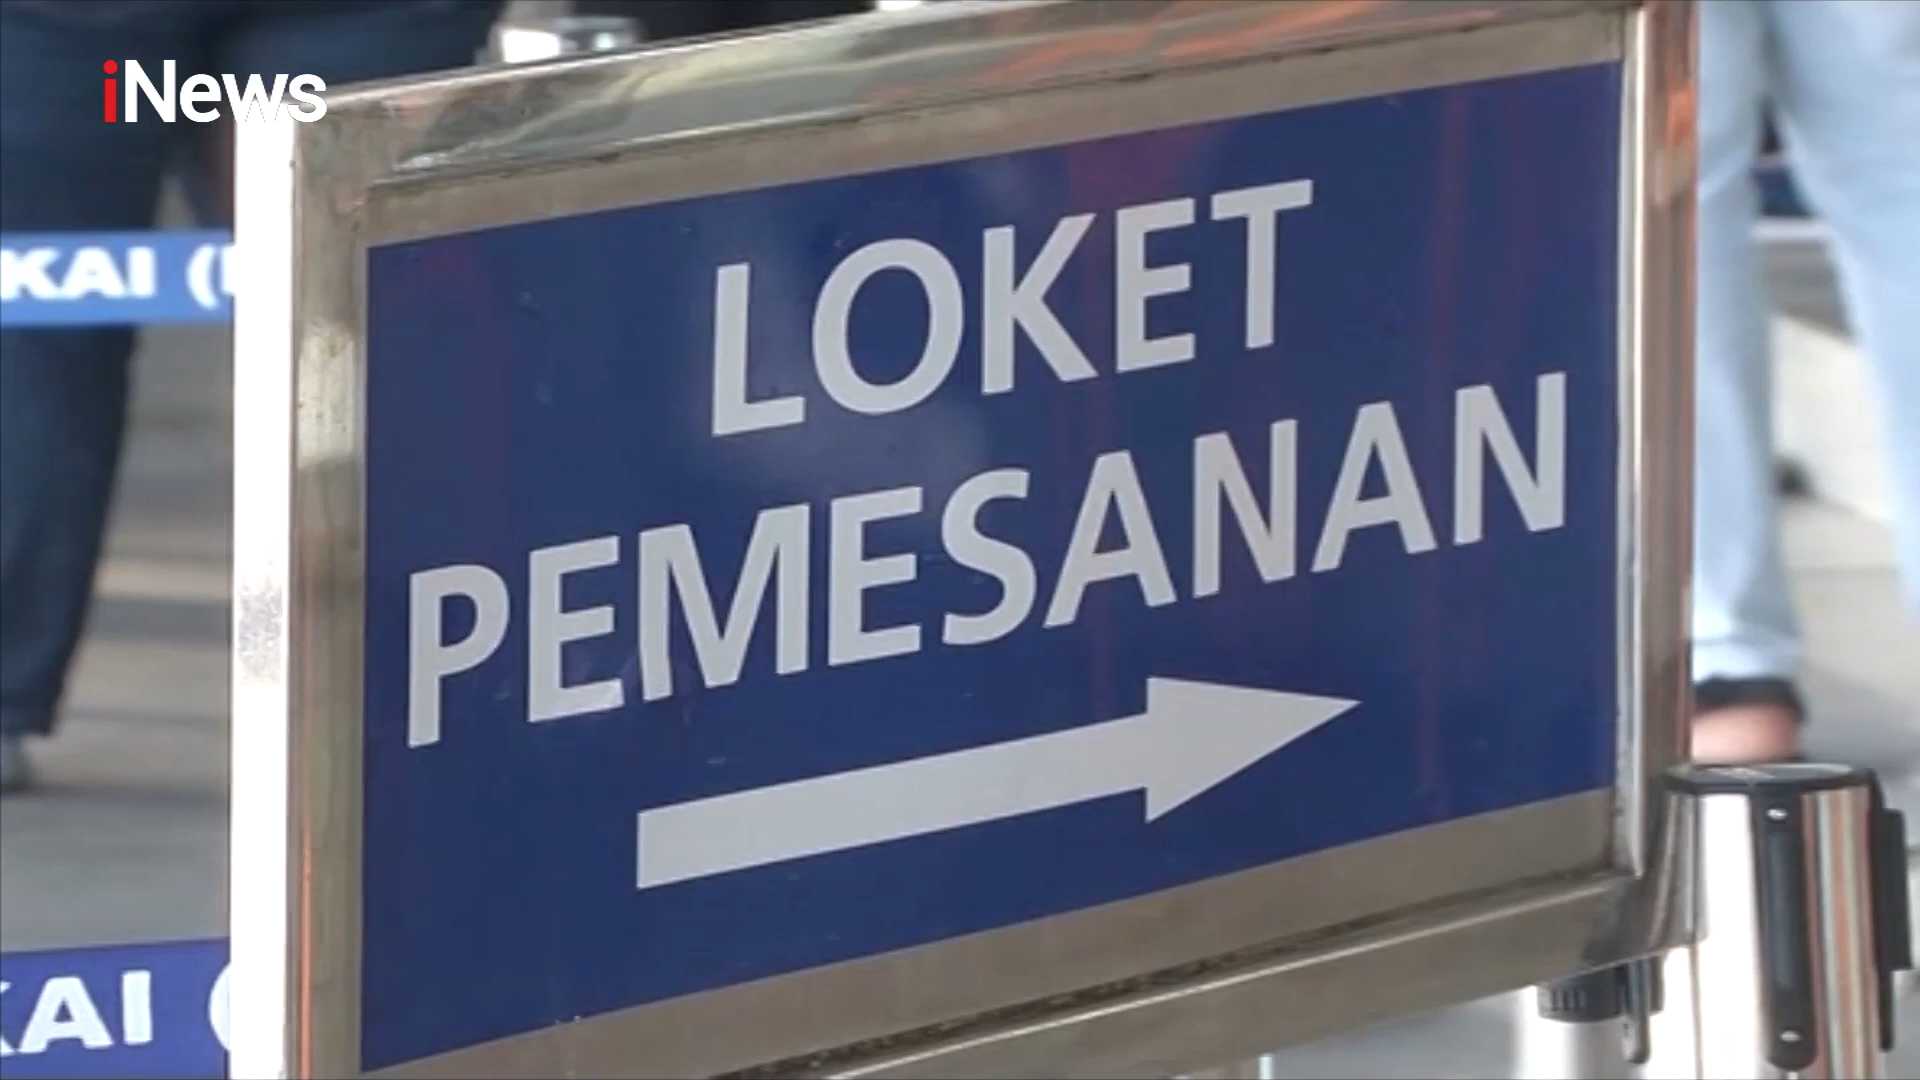 iNews
KAI (
LOKET
PEMESANAN
KAI (